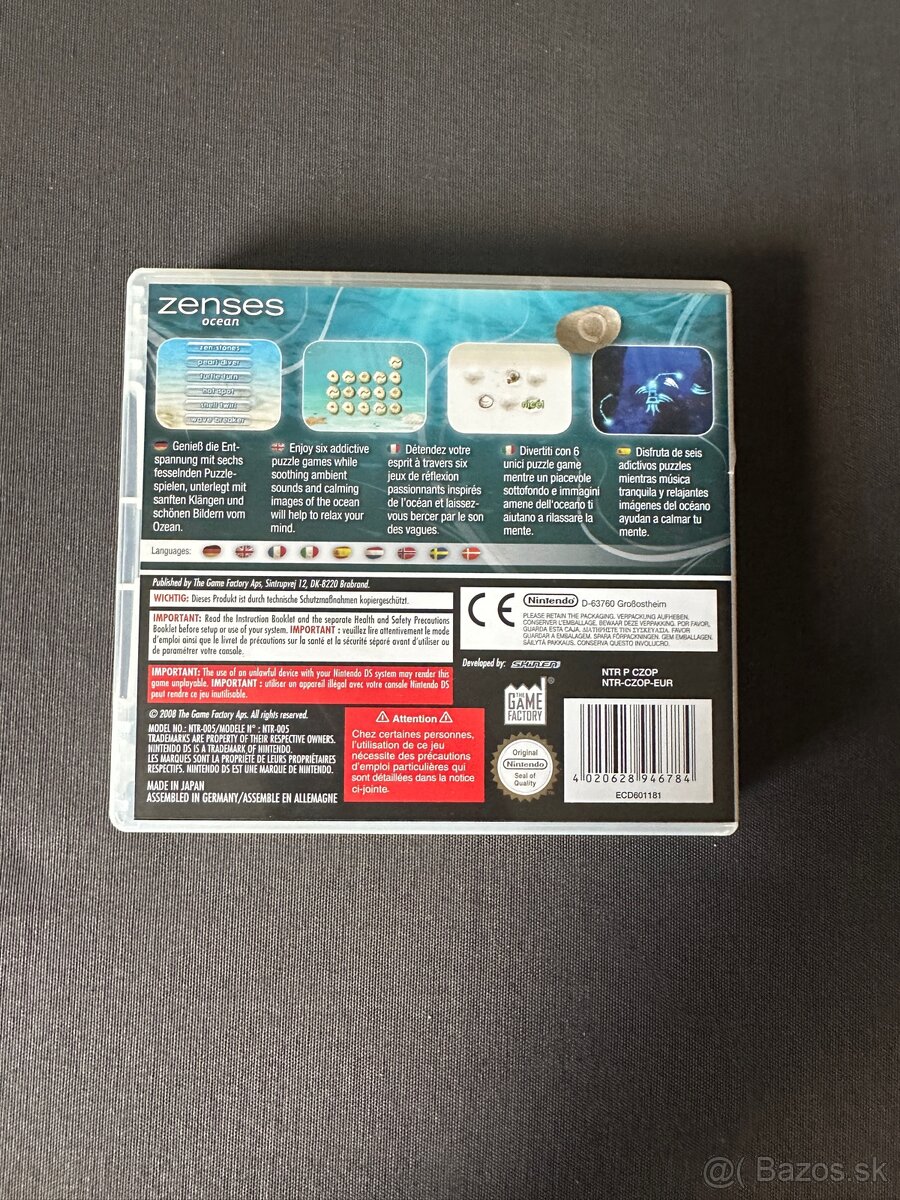 zenses
ocean
zen-stones
pearl diver
turtle turn
hot spot
shell twirl
wave breaker
nice!
Genieß die Ent-
spannung mit sechs
fesselnden Puzzle-
spielen, unterlegt mit
sanften Klängen und
schönen Bildern vom
Ozean.
Enjoy six addictive
puzzle games while
soothing ambient
sounds and calming
images of the ocean
will help to relax your
mind.
Détendez votre
esprit à travers six
jeux de réflexion
passionnants inspirés
de l'océan et laissez-
vous bercer par le son
des vagues.
Divertiti con 6
unici puzzle game
mentre un piacevole
sottofondo e immagini
amene dell'oceano ti
aiutano a rilassare la
mente.
Disfruta de seis
adictivos puzzles
mientras música
tranquila y relajantes
imágenes del océano
ayudan a calmar tu
mente.
Languages:
Published by The Game Factory Aps, Sintrupvej 12, DK-8220 Brabrand.
WICHTIG: Dieses Produkt ist durch technische Schutzmaßnahmen kopiergeschützt.
IMPORTANT: Read the Instruction Booklet and the separate Health and Safety Precautions
Booklet before setup or use of your system. IMPORTANT : veuillez lire attentivement le mode
d'emploi ainsi que le livret de précautions sur la santé et la sécurité séparé avant d'utiliser ou
de paramétrer votre console.
IMPORTANT: The use of an unlawful device with your Nintendo DS system may render this
game unplayable. IMPORTANT : utiliser un appareil illégal avec votre console Nintendo DS
peut rendre ce jeu inutilisable.
© 2008 The Game Factory Aps. All rights reserved.
MODEL NO.: NTR-005/MODELE N° : NTR-005
TRADEMARKS ARE PROPERTY OF THEIR RESPECTIVE OWNERS.
NINTENDO DS IS A TRADEMARK OF NINTENDO.
LES MARQUES SONT LA PROPRIÉTÉ DE LEURS PROPRIÉTAIRES
RESPECTIFS. NINTENDO DS EST UNE MARQUE DE NINTENDO.
MADE IN JAPAN
ASSEMBLED IN GERMANY/ASSEMBLE EN ALLEMAGNE
Attention
Chez certaines personnes,
l'utilisation de ce jeu
nécessite des précautions
d'emploi particulières qui
sont détaillées dans la notice
ci-jointe.
CE
Nintendo D-63760 Großostheim
PLEASE RETAIN THE PACKAGING. VERPACKUNG AUFHEBEN.
CONSERVER L'EMBALLAGE. BEWAAR DEZE VERPAKKING. POR FAVOR,
GUARDA ESTA CAJA. ΔΙΑΤΗΡΕΙΤΕ ΤΗΝ ΣΥΣΚΕΥΑΣΙΑ. FAVOR
GUARDAR A EMBALAGEM. SPARA FÖRPACKNINGEN. GEM EMBALLAGEN.
SÄILYTÄ PAKKAUS. CONSERVA QUESTO INVOLUCRO.
Developed by: SHIN'EN
NTR P CZOP
NTR-CZOP-EUR
THE
GAME
FACTORY
®
Original
Nintendo
Seal of
Quality
4 020628 946784
ECD601181
@( Bazos.sk